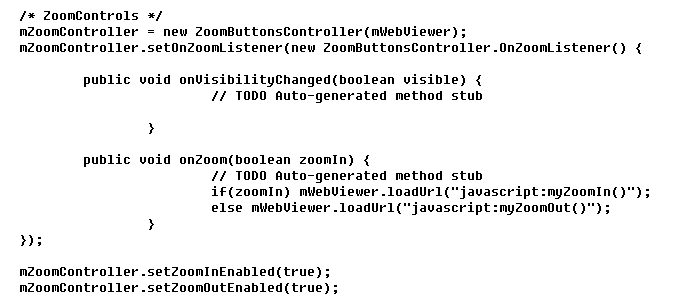 /* ZoomControls */
mZoomController = new ZoomButtonsController(mWebViewer);
mZoomController.setOnZoomListener(new ZoomButtonsController.OnZoomListener() {
public void onVisibilityChanged(boolean visible) {
// TODO Auto-generated method stub
}
public void onZoom(boolean zoomIn) {
// TODO Auto-generated method stub
if(zoomIn) mWebViewer.loadUrl("javascript:myZoomIn()");
else mWebViewer.loadUrl("javascript:myZoomOut()");
}
});
mZoomController.setZoomInEnabled(true);
mZoomController.setZoomOutEnabled(true);